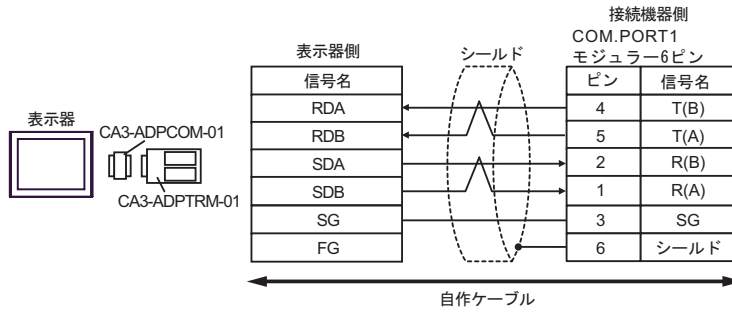 接続機器側
COM.PORT1
モジュラー6ピン
表示器側
シールド
信号名
ピン
信号名
RDA
4
T(B)
RDB
5
T(A)
SDA
2
R(B)
SDB
1
R(A)
SG
3
SG
FG
6
シールド
表示器
CA3-ADPCOM-01
CA3-ADPTRM-01
自作ケーブル